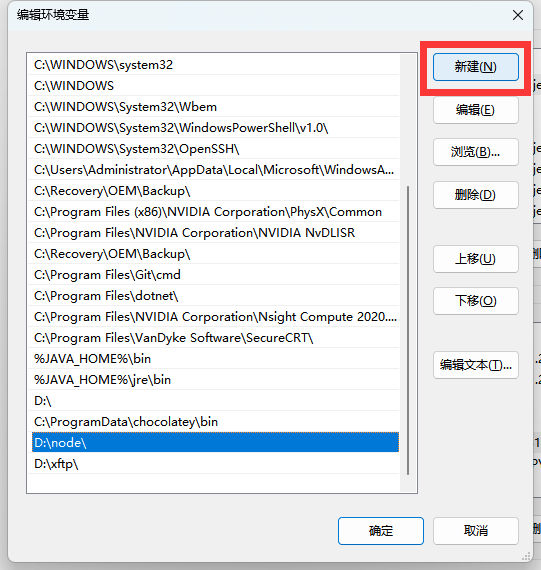 编辑环境变量
C:\WINDOWS\system32
C:\WINDOWS
C:\WINDOWS\System32\Wbem
C:\WINDOWS\System32\WindowsPowerShell\v1.0\
C:\WINDOWS\System32\OpenSSH\
C:\Users\Administrator\AppData\Local\Microsoft\WindowsA...
C:\Recovery\OEM\Backup\
C:\Program Files (x86)\NVIDIA Corporation\PhysX\Common
C:\Program Files\NVIDIA Corporation\NVIDIA NvDLISR
C:\Recovery\OEM\Backup\
C:\Program Files\Git\cmd
C:\Program Files\dotnet\
C:\Program Files\NVIDIA Corporation\Nsight Compute 2020....
C:\Program Files\VanDyke Software\SecureCRT\
%JAVA_HOME%\bin
%JAVA_HOME%\jre\bin
D:\
C:\ProgramData\chocolatey\bin
D:\node\
D:\xftp\
新建(N)
编辑(E)
浏览(B)...
删除(D)
上移(U)
下移(O)
编辑文本(T)...
确定
取消